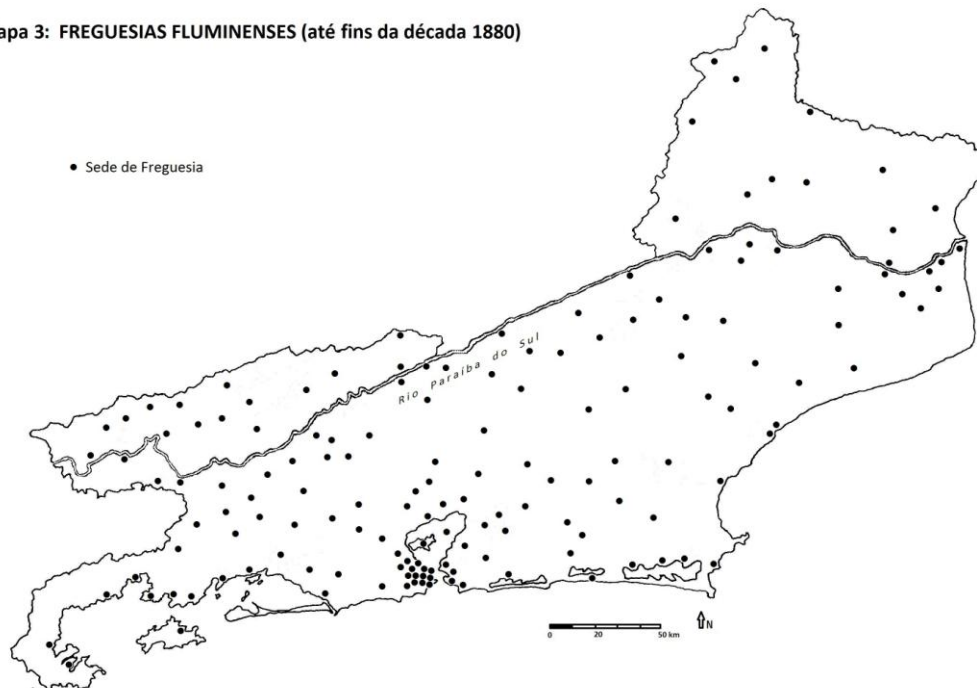 apa 3: FREGUESIAS FLUMINENSES (até fins da década 1880)
Sede de Freguesia
Rio Paraíba do Sul
N
0 20 50 km